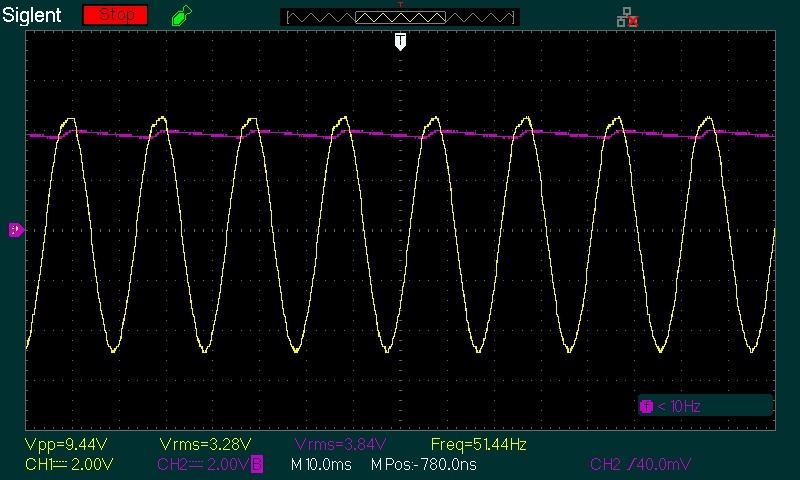 Siglent Stop T
T
T < 10Hz
Vpp=9.44V Vrms=3.28V Vrms=3.84V Freq=51.44Hz
CH1 2.00V CH2 2.00V B M 10.0ms M Pos:-780.0ns CH2 /40.0mV